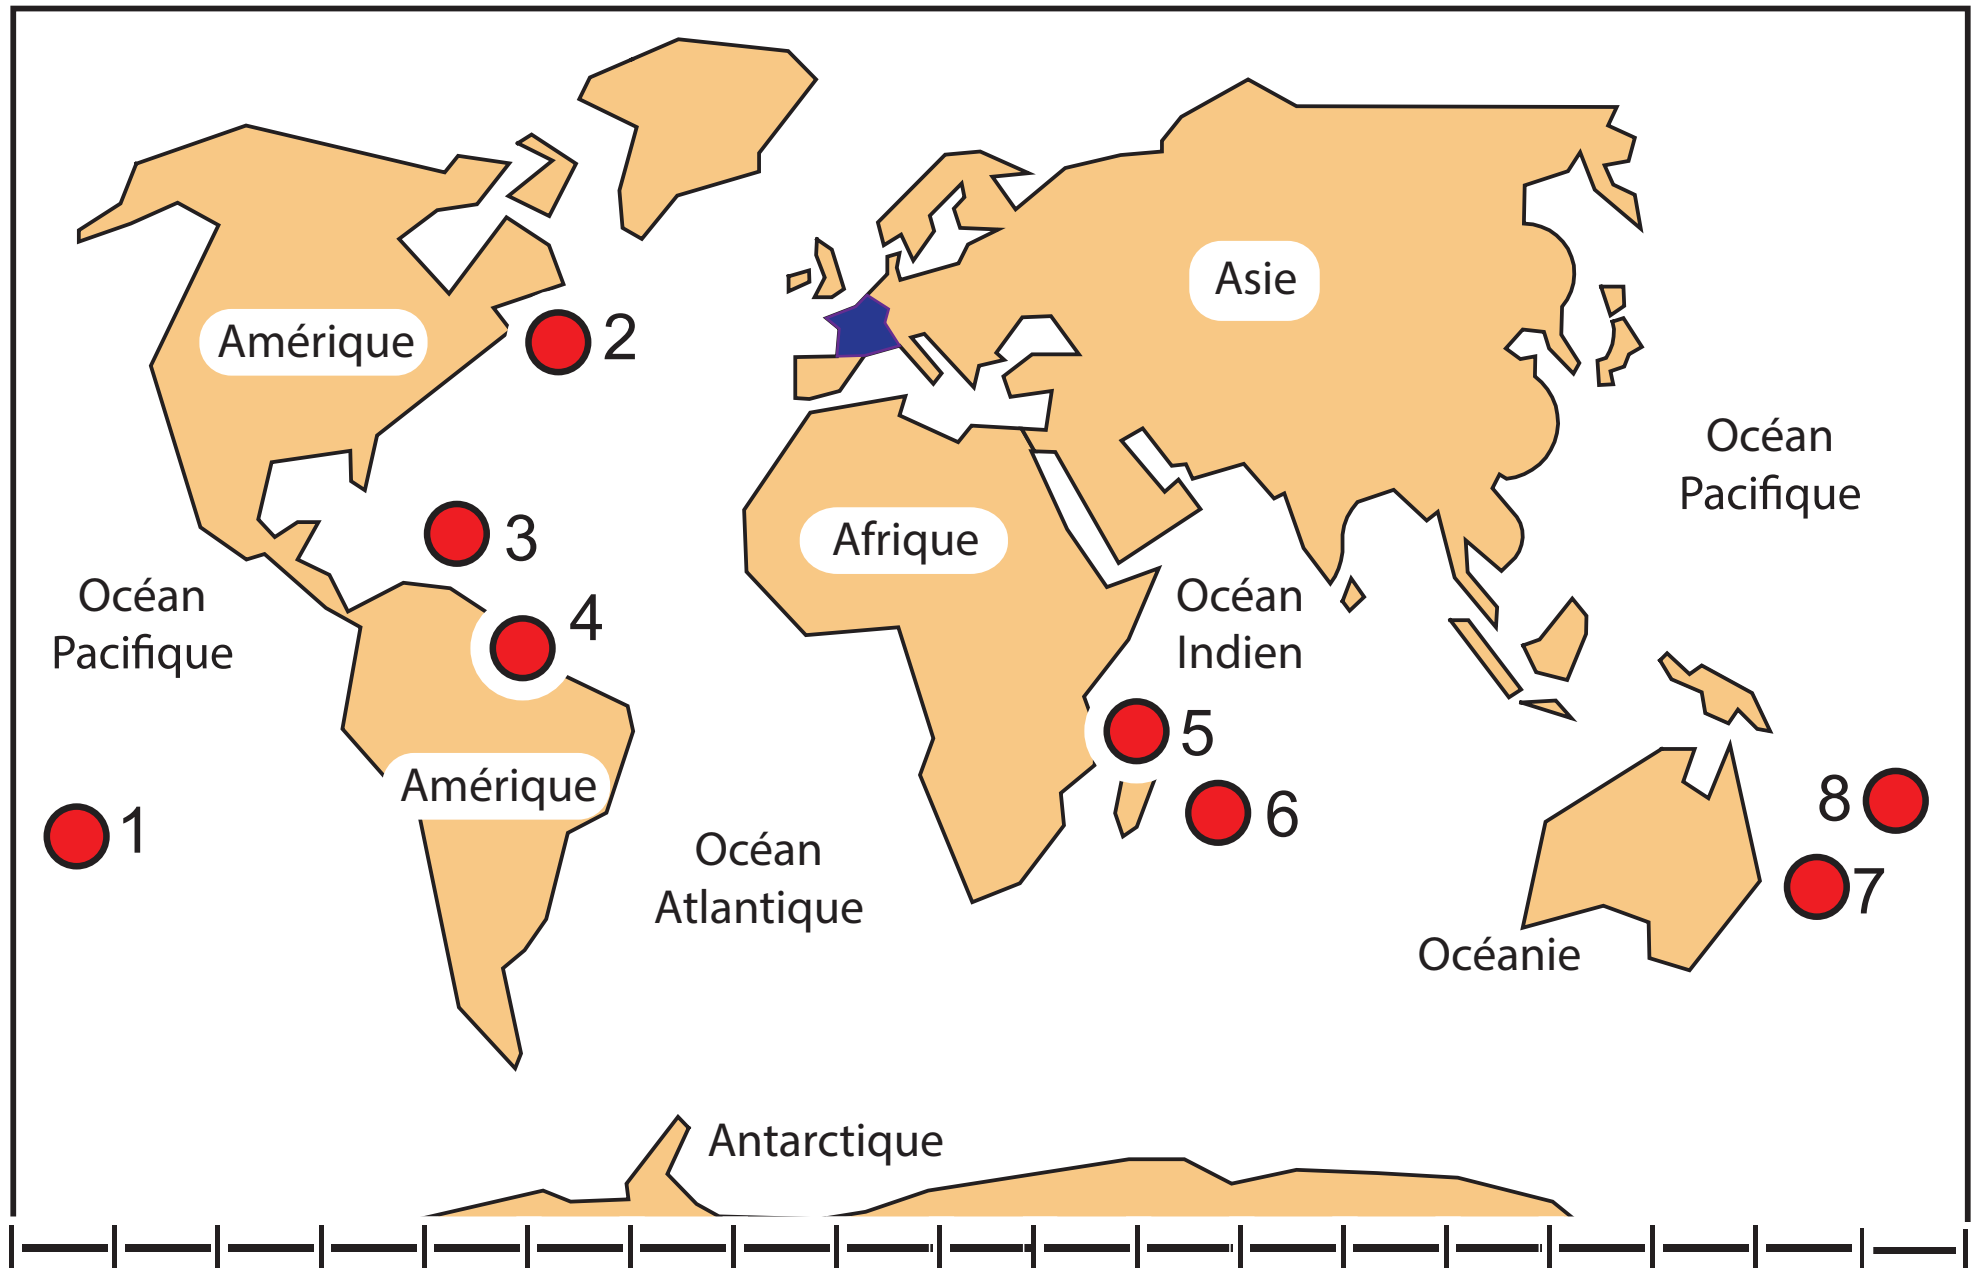 Asie
Amérique
2
Océan
Pacifique
3
Afrique
Océan
Pacifique
4
Océan
Indien
5
Amérique
8
6
1
Océan
Atlantique
7
Océanie
Antarctique